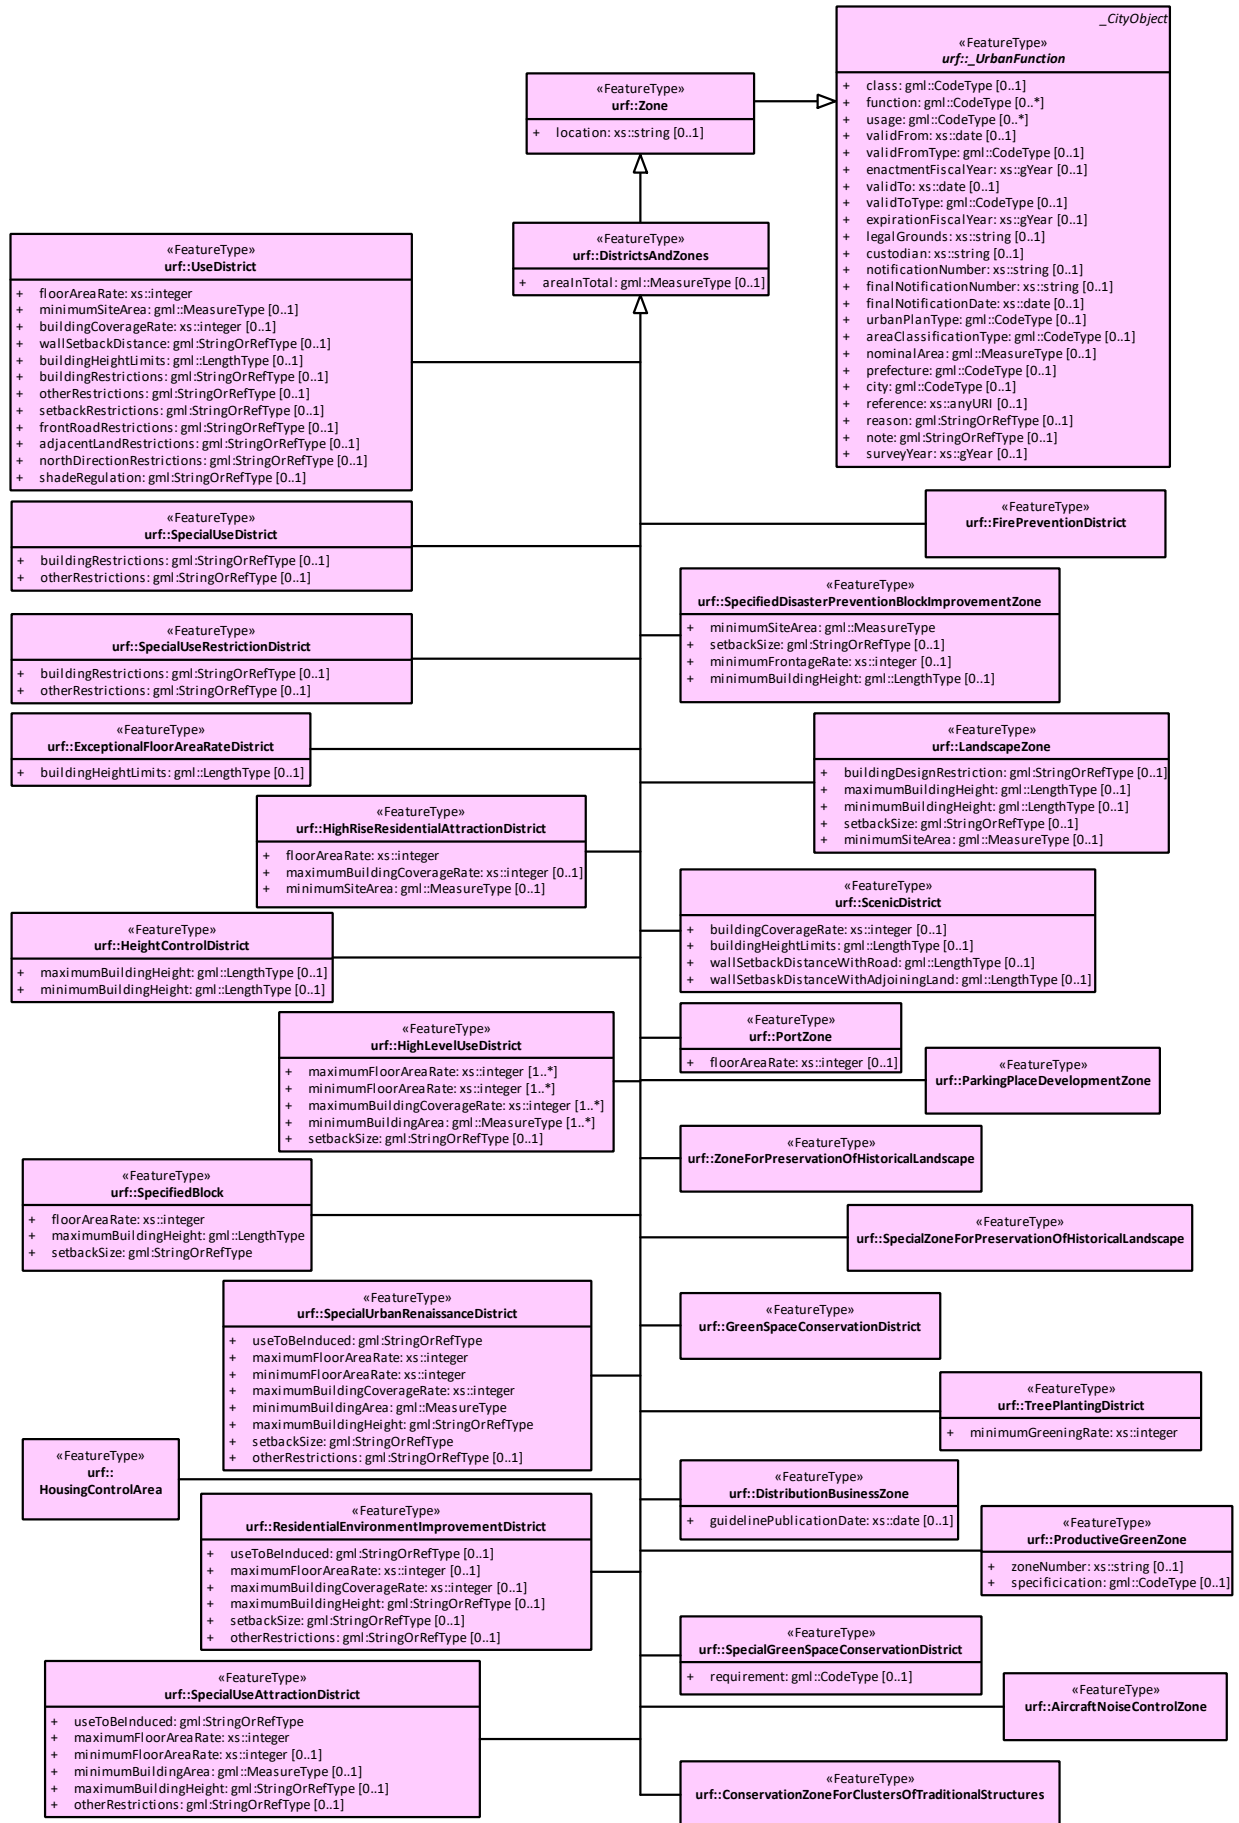 _CityObject
«FeatureType»
urf::_UrbanFunction
+ class: gml::CodeType [0..1]
+ function: gml::CodeType [0..*]
+ usage: gml::CodeType [0..*]
+ validFrom: xs::date [0..1]
+ validFromType: gml::CodeType [0..1]
+ enactmentFiscalYear: xs::gYear [0..1]
+ validTo: xs::date [0..1]
+ validToType: gml::CodeType [0..1]
+ expirationFiscalYear: xs::gYear [0..1]
+ legalGrounds: xs::string [0..1]
+ custodian: xs::string [0..1]
+ notificationNumber: xs::string [0..1]
+ finalNotificationNumber: xs::string [0..1]
+ finalNotificationDate: xs::date [0..1]
+ urbanPlanType: gml::CodeType [0..1]
+ areaClassificationType: gml::CodeType [0..1]
+ nominalArea: gml::MeasureType [0..1]
+ prefecture: gml::CodeType [0..1]
+ city: gml::CodeType [0..1]
+ reference: xs::anyURI [0..1]
+ reason: gml:StringOrRefType [0..1]
+ note: gml:StringOrRefType [0..1]
+ surveyYear: xs::gYear [0..1]
«FeatureType»
urf::Zone
+ location: xs::string [0..1]
«FeatureType»
urf::DistrictsAndZones
+ areaInTotal: gml::MeasureType [0..1]
«FeatureType»
urf::UseDistrict
+ floorAreaRate: xs::integer
+ minimumSiteArea: gml::MeasureType [0..1]
+ buildingCoverageRate: xs::integer [0..1]
+ wallSetbackDistance: gml:StringOrRefType [0..1]
+ buildingHeightLimits: gml::LengthType [0..1]
+ buildingRestrictions: gml:StringOrRefType [0..1]
+ otherRestrictions: gml:StringOrRefType [0..1]
+ setbackRestrictions: gml:StringOrRefType [0..1]
+ frontRoadRestrictions: gml:StringOrRefType [0..1]
+ adjacentLandRestrictions: gml:StringOrRefType [0..1]
+ northDirectionRestrictions: gml:StringOrRefType [0..1]
+ shadeRegulation: gml:StringOrRefType [0..1]
«FeatureType»
urf::FirePreventionDistrict
«FeatureType»
urf::SpecialUseDistrict
+ buildingRestrictions: gml:StringOrRefType [0..1]
+ otherRestrictions: gml:StringOrRefType [0..1]
«FeatureType»
urf::SpecifiedDisasterPreventionBlockImprovementZone
+ minimumSiteArea: gml::MeasureType
+ setbackSize: gml:StringOrRefType [0..1]
+ minimumFrontageRate: xs::integer [0..1]
+ minimumBuildingHeight: gml::LengthType [0..1]
«FeatureType»
urf::SpecialUseRestrictionDistrict
+ buildingRestrictions: gml:StringOrRefType [0..1]
+ otherRestrictions: gml:StringOrRefType [0..1]
«FeatureType»
urf::ExceptionalFloorAreaRateDistrict
+ buildingHeightLimits: gml::LengthType [0..1]
«FeatureType»
urf::LandscapeZone
+ buildingDesignRestriction: gml:StringOrRefType [0..1]
+ maximumBuildingHeight: gml::LengthType [0..1]
+ minimumBuildingHeight: gml::LengthType [0..1]
+ setbackSize: gml:StringOrRefType [0..1]
+ minimumSiteArea: gml::MeasureType [0..1]
«FeatureType»
urf::HighRiseResidentialAttractionDistrict
+ floorAreaRate: xs::integer
+ maximumBuildingCoverageRate: xs::integer [0..1]
+ minimumSiteArea: gml::MeasureType [0..1]
«FeatureType»
urf::ScenicDistrict
+ buildingCoverageRate: xs::integer [0..1]
+ buildingHeightLimits: gml::LengthType [0..1]
+ wallSetbackDistanceWithRoad: gml::LengthType [0..1]
+ wallSetbaskDistanceWithAdjoiningLand: gml::LengthType [0..1]
«FeatureType»
urf::HeightControlDistrict
+ maximumBuildingHeight: gml::LengthType [0..1]
+ minimumBuildingHeight: gml::LengthType [0..1]
«FeatureType»
urf::PortZone
+ floorAreaRate: xs::integer [0..1]
«FeatureType»
urf::HighLevelUseDistrict
+ maximumFloorAreaRate: xs::integer [1..*]
+ minimumFloorAreaRate: xs::integer [1..*]
+ maximumBuildingCoverageRate: xs::integer [1..*]
+ minimumBuildingArea: gml::MeasureType [1..*]
+ setbackSize: gml:StringOrRefType [0..1]
«FeatureType»
urf::ParkingPlaceDevelopmentZone
«FeatureType»
urf::ZoneForPreservationOfHistoricalLandscape
«FeatureType»
urf::SpecifiedBlock
+ floorAreaRate: xs::integer
+ maximumBuildingHeight: gml::LengthType
+ setbackSize: gml:StringOrRefType
«FeatureType»
urf::SpecialZoneForPreservationOfHistoricalLandscape
«FeatureType»
urf::SpecialUrbanRenaissanceDistrict
+ useToBeInduced: gml:StringOrRefType
+ maximumFloorAreaRate: xs::integer
+ minimumFloorAreaRate: xs::integer
+ maximumBuildingCoverageRate: xs::integer
+ minimumBuildingArea: gml::MeasureType
+ maximumBuildingHeight: gml:StringOrRefType
+ setbackSize: gml:StringOrRefType
+ otherRestrictions: gml:StringOrRefType [0..1]
«FeatureType»
urf::GreenSpaceConservationDistrict
«FeatureType»
urf::TreePlantingDistrict
+ minimumGreeningRate: xs::integer
«FeatureType»
urf::
HousingControlArea
«FeatureType»
urf::DistributionBusinessZone
+ guidelinePublicationDate: xs::date [0..1]
«FeatureType»
urf::ResidentialEnvironmentImprovementDistrict
+ useToBeInduced: gml:StringOrRefType [0..1]
+ maximumFloorAreaRate: xs::integer [0..1]
+ maximumBuildingCoverageRate: xs::integer [0..1]
+ maximumBuildingHeight: gml:StringOrRefType [0..1]
+ setbackSize: gml:StringOrRefType [0..1]
+ otherRestrictions: gml:StringOrRefType [0..1]
«FeatureType»
urf::ProductiveGreenZone
+ zoneNumber: xs::string [0..1]
+ specificication: gml::CodeType [0..1]
«FeatureType»
urf::SpecialGreenSpaceConservationDistrict
+ requirement: gml::CodeType [0..1]
«FeatureType»
urf::SpecialUseAttractionDistrict
+ useToBeInduced: gml:StringOrRefType
+ maximumFloorAreaRate: xs::integer
+ minimumFloorAreaRate: xs::integer [0..1]
+ minimumBuildingArea: gml::MeasureType [0..1]
+ maximumBuildingHeight: gml:StringOrRefType [0..1]
+ otherRestrictions: gml:StringOrRefType [0..1]
«FeatureType»
urf::AircraftNoiseControlZone
«FeatureType»
urf::ConservationZoneForClustersOfTraditionalStructures